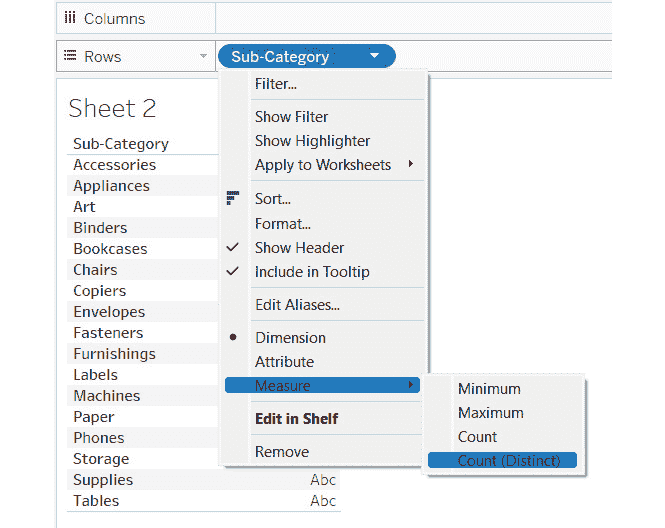 Columns
Rows
Sub-Category
Sheet 2
Sub-Category
Accessories
Appliances
Art
Binders
Bookcases
Chairs
Copiers
Envelopes
Fasteners
Furnishings
Labels
Machines
Paper
Phones
Storage
Supplies Abc
Tables Abc
Filter...
Show Filter
Show Highlighter
Apply to Worksheets
Sort...
Format...
Show Header
Include in Tooltip
Edit Aliases...
Dimension
Attribute
Measure
Edit in Shelf
Remove
Minimum
Maximum
Count
Count (Distinct)